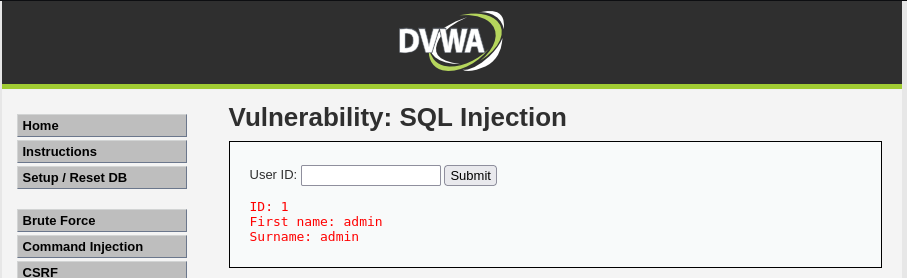 DVWA
Home
Instructions
Setup / Reset DB
Brute Force
Command Injection
CSRF
Vulnerability: SQL Injection
User ID: Submit
ID: 1
First name: admin
Surname: admin